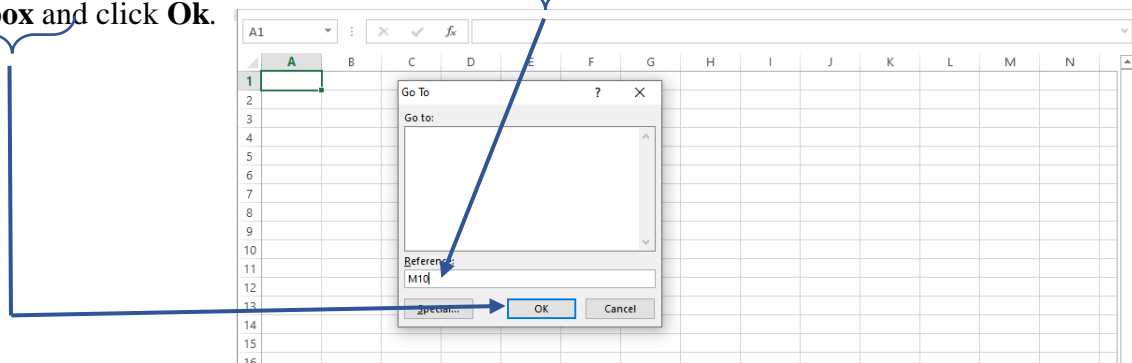 box and click Ok.
A1 fx
A B C D E F G H I J K L M N
1
Go To ? ×
2
3
Go to:
4
5
6
7
8
9
10
Reference:
11
M10
12
13
Special... OK Cancel
14
15
16